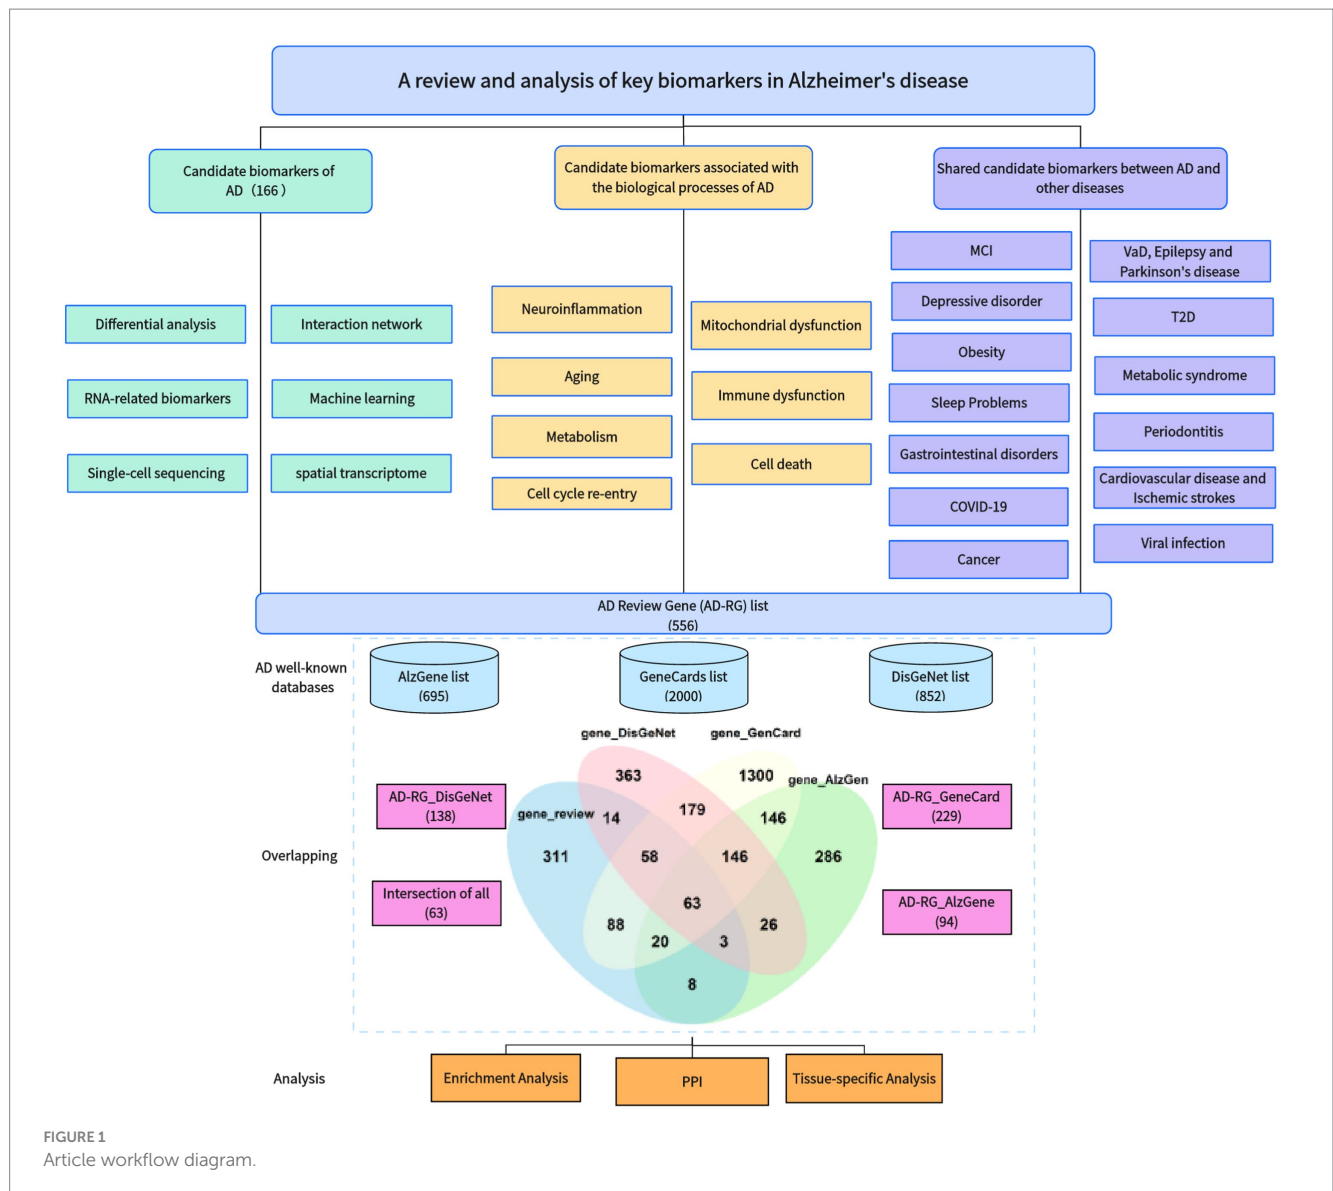 A review and analysis of key biomarkers in Alzheimer's disease
Candidate biomarkers of
AD（166）
Candidate biomarkers associated with
the biological processes of AD
Shared candidate biomarkers between AD and
other diseases
Differential analysis
Interaction network
RNA-related biomarkers
Machine learning
Single-cell sequencing
spatial transcriptome
Neuroinflammation
Mitochondrial dysfunction
Aging
Immune dysfunction
Metabolism
Cell death
Cell cycle re-entry
MCI
VaD, Epilepsy and
Parkinson's disease
Depressive disorder
T2D
Obesity
Metabolic syndrome
Sleep Problems
Periodontitis
Gastrointestinal disorders
Cardiovascular disease and
Ischemic strokes
COVID-19
Viral infection
Cancer
AD Review Gene (AD-RG) list
(556)
AD well-known
databases
AlzGene list
(695)
GeneCards list
(2000)
DisGeNet list
(852)
gene_DisGeNet
gene_GenCard
gene_review
gene_AlzGen
363
1300
14
179
146
311
58
146
286
63
88
20
3
26
8
Overlapping
AD-RG_DisGeNet
(138)
AD-RG_GeneCard
(229)
Intersection of all
(63)
AD-RG_AlzGene
(94)
Analysis
Enrichment Analysis
PPI
Tissue-specific Analysis
FIGURE 1
Article workflow diagram.